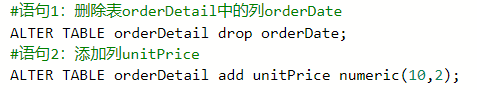 #语句1：删除表orderDetail中的列orderDate
ALTER TABLE orderDetail drop orderDate;
#语句2：添加列unitPrice
ALTER TABLE orderDetail add unitPrice numeric(10,2);